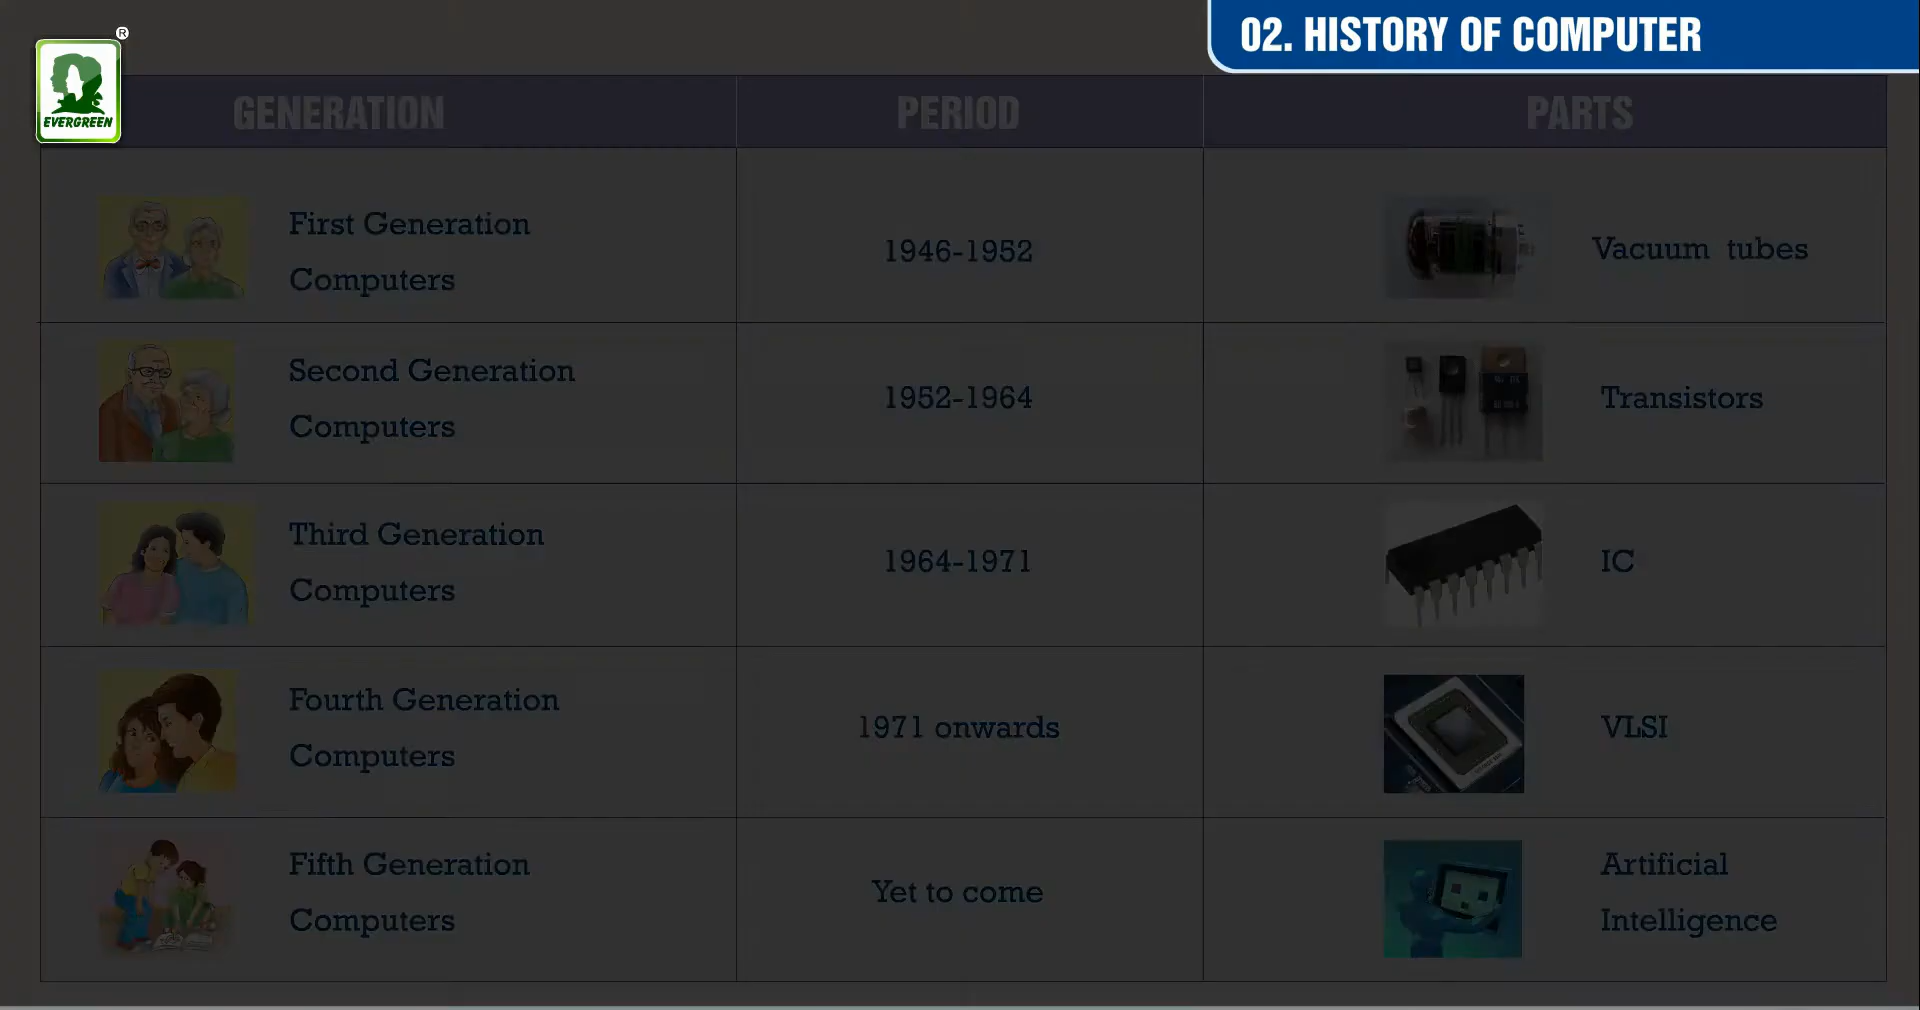 02. HISTORY OF COMPUTER
®
EVERGREEN
GENERATION PERIOD PARTS
First Generation
Computers
1946-1952
Vacuum tubes
Second Generation
Computers
1952-1964
Transistors
Third Generation
Computers
1964-1971
IC
Fourth Generation
Computers
1971 onwards
VLSI
Fifth Generation
Computers
Yet to come
Artificial
Intelligence